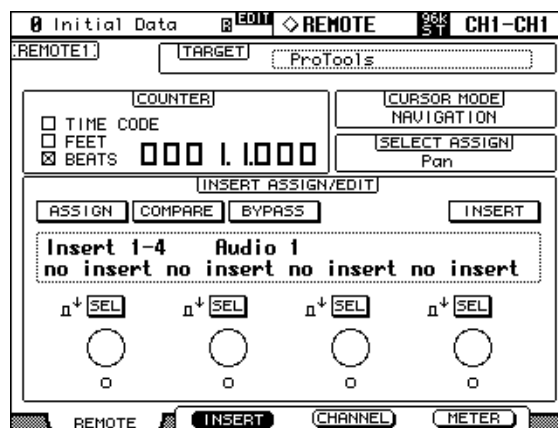 0 Initial Data EDIT ◇REMOTE 96k ST CH1-CH1
REMOTE1 TARGET ProTools
COUNTER
TIME CODE
FEET
BEATS 000 1.1.000
CURSOR MODE
NAVIGATION
SELECT ASSIGN
Pan
INSERT ASSIGN/EDIT
ASSIGN COMPARE BYPASS INSERT
Insert 1-4 Audio 1
no insert no insert no insert no insert
SEL SEL SEL SEL
REMOTE INSERT CHANNEL METER